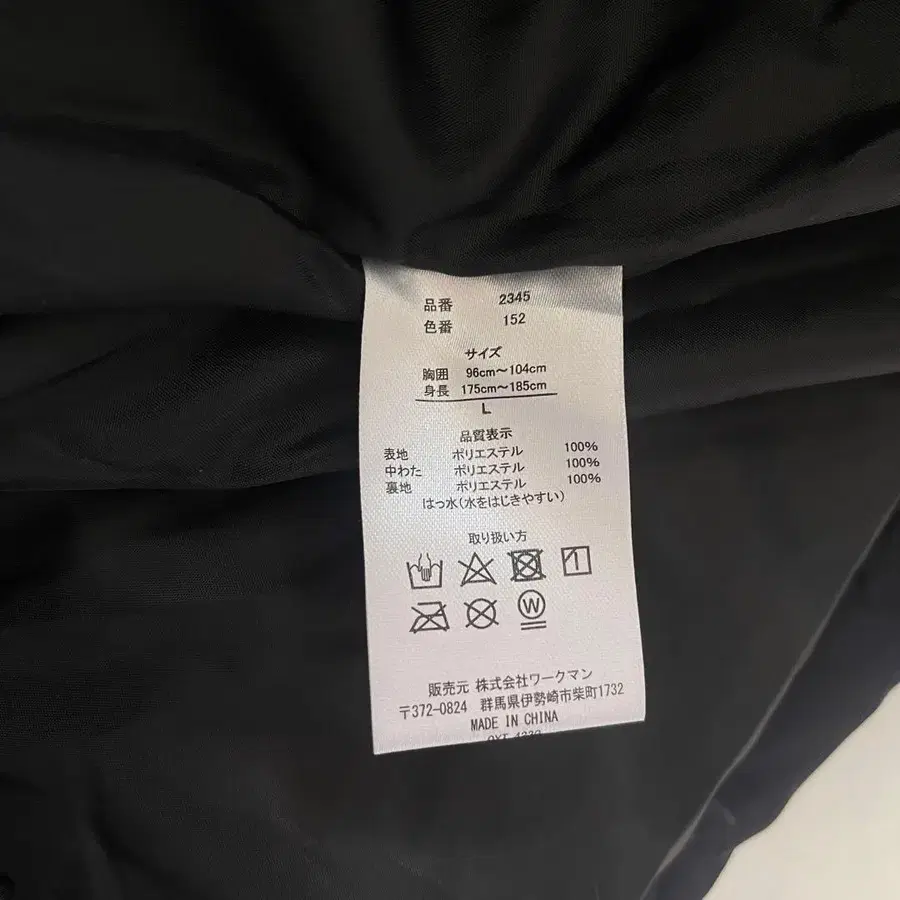 品番 2345
色番 152
サイズ
胸囲 96cm～104cm
身長 175cm～185cm
L
品質表示
表地 ポリエステル 100%
中わた ポリエステル 100%
裏地 ポリエステル 100%
はっ水(水をはじきやすい)
取り扱い方
W
販売元 株式会社ワークマン
〒372-0824 群馬県伊勢崎市柴町1732
MADE IN CHINA